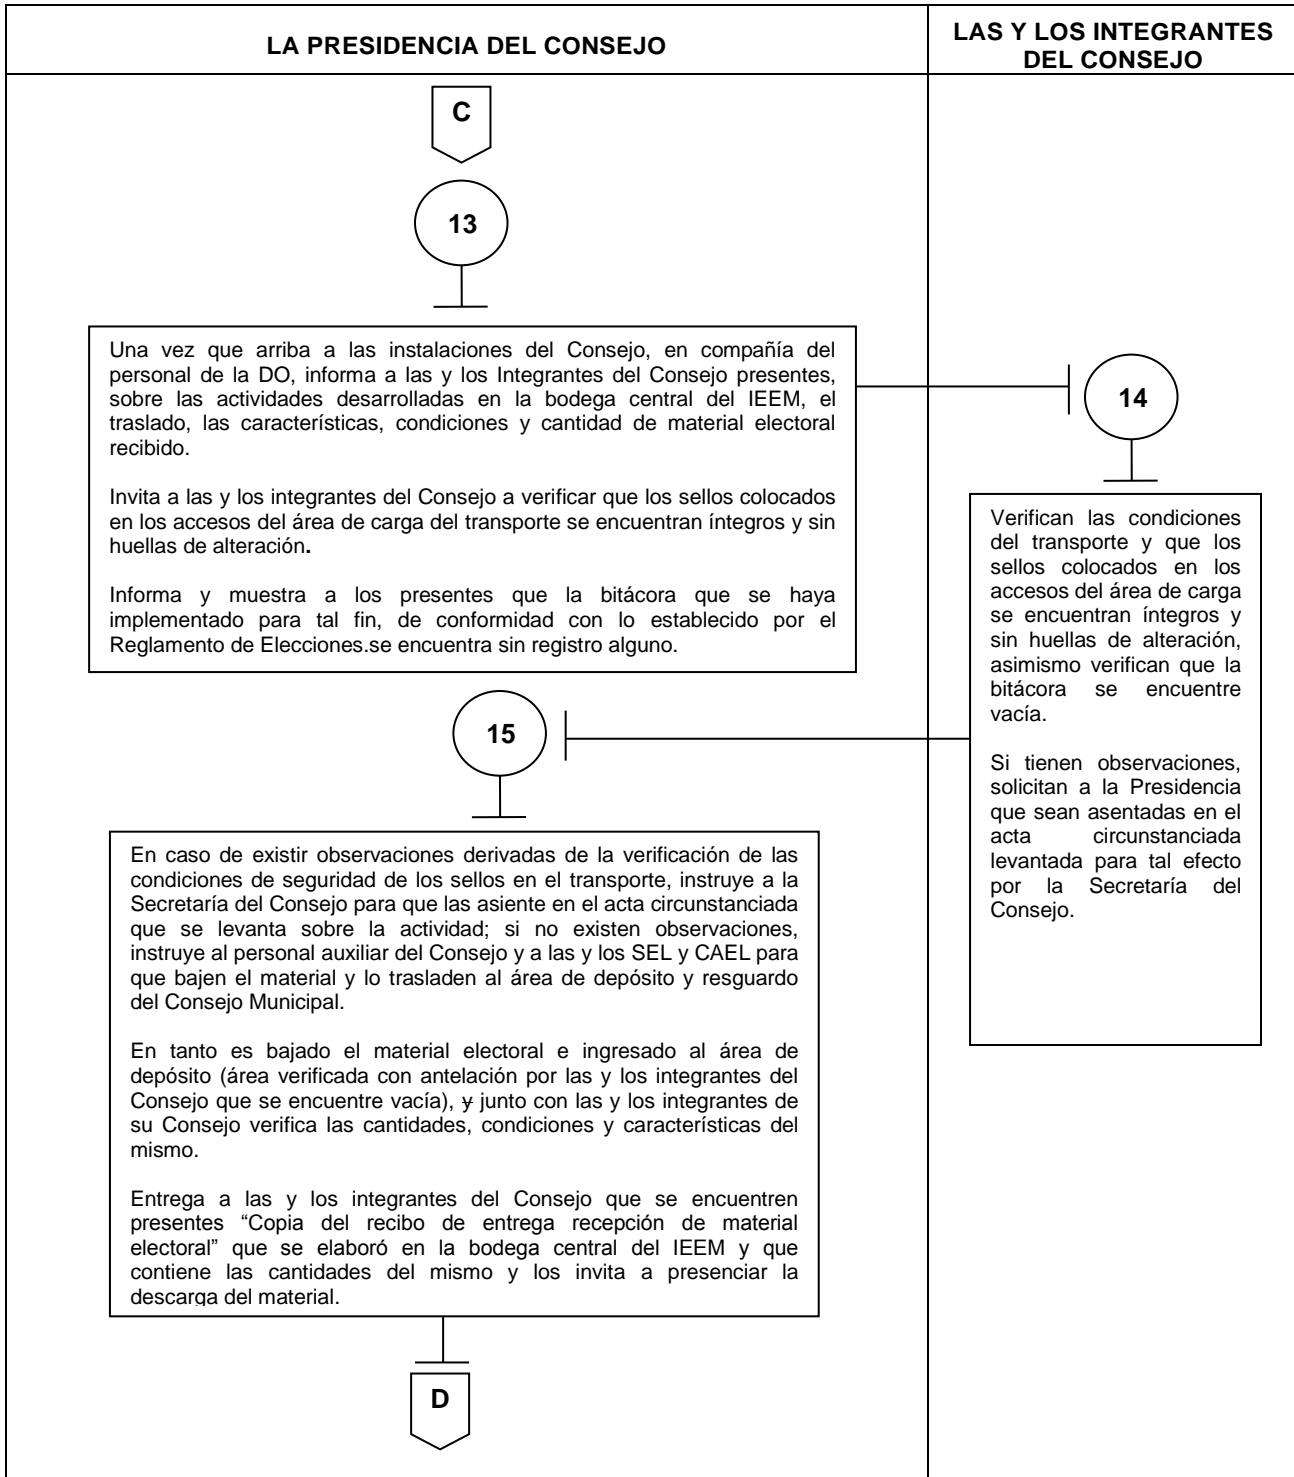 LA PRESIDENCIA DEL CONSEJO
LAS Y LOS INTEGRANTES
DEL CONSEJO
C
13
Una vez que arriba a las instalaciones del Consejo, en compañía del
personal de la DO, informa a las y los Integrantes del Consejo presentes,
sobre las actividades desarrolladas en la bodega central del IEEM, el
traslado, las características, condiciones y cantidad de material electoral
recibido.
Invita a las y los integrantes del Consejo a verificar que los sellos colocados
en los accesos del área de carga del transporte se encuentran íntegros y sin
huellas de alteración.
Informa y muestra a los presentes que la bitácora que se haya
implementado para tal fin, de conformidad con lo establecido por el
Reglamento de Elecciones.se encuentra sin registro alguno.
14
Verifican las condiciones
del transporte y que los
sellos colocados en los
accesos del área de carga
se encuentran íntegros y
sin huellas de alteración,
asimismo verifican que la
bitácora se encuentre
vacía.
Si tienen observaciones,
solicitan a la Presidencia
que sean asentadas en el
acta circunstanciada
levantada para tal efecto
por la Secretaría del
Consejo.
15
En caso de existir observaciones derivadas de la verificación de las
condiciones de seguridad de los sellos en el transporte, instruye a la
Secretaría del Consejo para que las asiente en el acta circunstanciada
que se levanta sobre la actividad; si no existen observaciones,
instruye al personal auxiliar del Consejo y a las y los SEL y CAEL para
que bajen el material y lo trasladen al área de depósito y resguardo
del Consejo Municipal.
En tanto es bajado el material electoral e ingresado al área de
depósito (área verificada con antelación por las y los integrantes del
Consejo que se encuentre vacía), y junto con las y los integrantes de
su Consejo verifica las cantidades, condiciones y características del
mismo.
Entrega a las y los integrantes del Consejo que se encuentren
presentes “Copia del recibo de entrega recepción de material
electoral” que se elaboró en la bodega central del IEEM y que
contiene las cantidades del mismo y los invita a presenciar la
descarga del material.
D